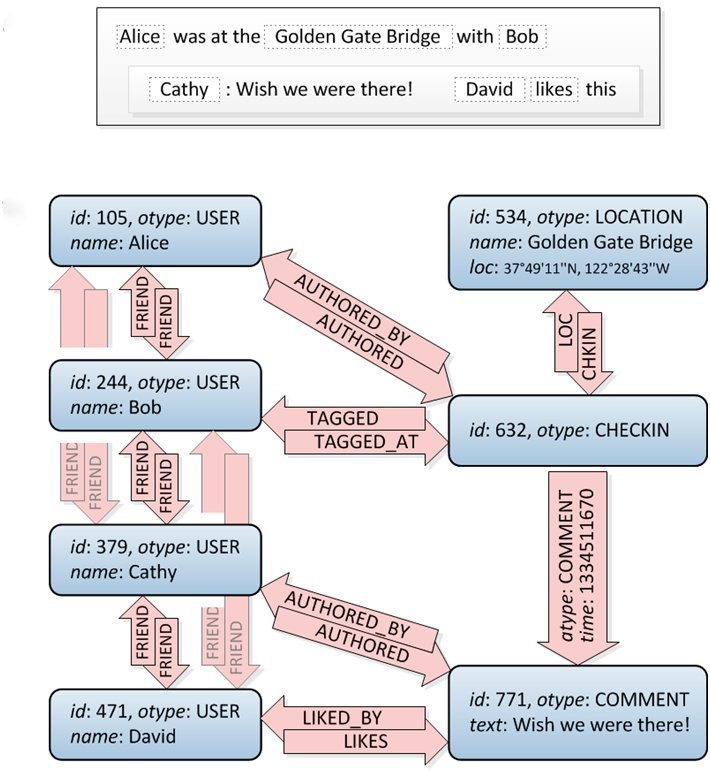 Alice was at the Golden Gate Bridge with Bob
Cathy : Wish we were there! David likes this
id: 105, otype: USER
name: Alice
id: 534, otype: LOCATION
name: Golden Gate Bridge
loc: 37°49'11"N, 122°28'43"W
FRIEND
FRIEND
AUTHORED_BY
AUTHORED
LOC
CHKIN
id: 244, otype: USER
name: Bob
TAGGED
TAGGED_AT
id: 632, otype: CHECKIN
FRIEND
FRIEND
FRIEND
FRIEND
atype: COMMENT
time: 1334511670
id: 379, otype: USER
name: Cathy
AUTHORED_BY
AUTHORED
FRIEND
FRIEND
FRIEND
FRIEND
id: 471, otype: USER
name: David
LIKED_BY
LIKES
id: 771, otype: COMMENT
text: Wish we were there!